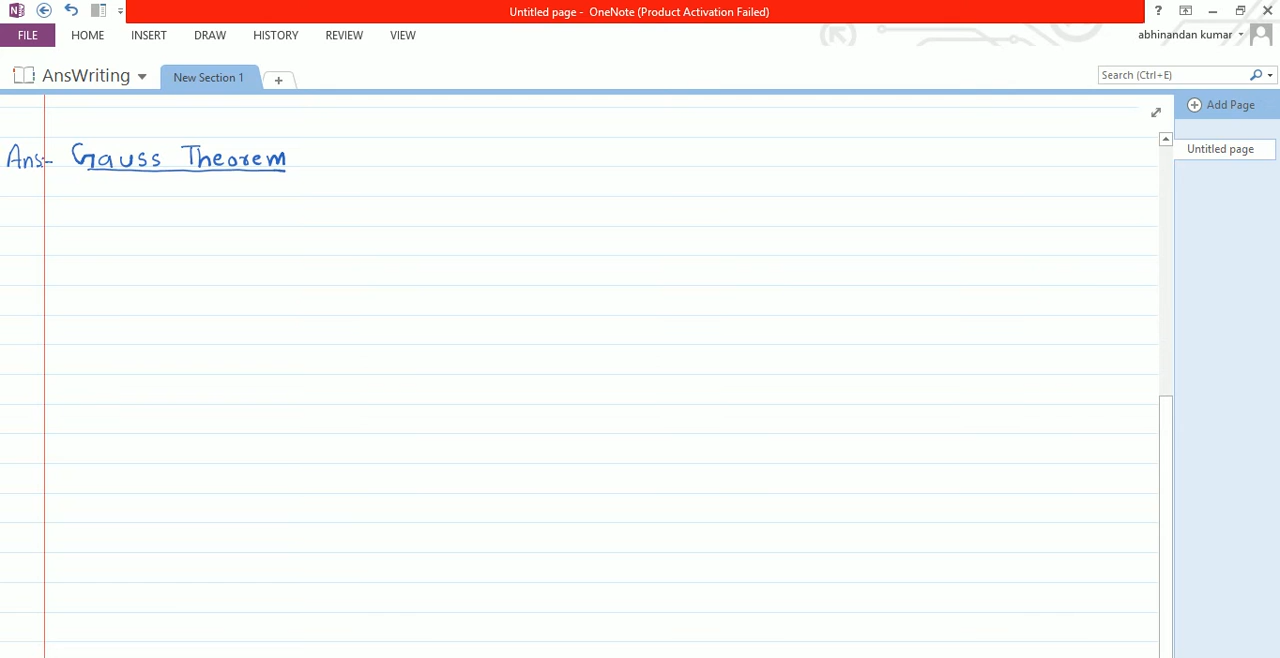 Untitled page - OneNote (Product Activation Failed)
?
FILE HOME INSERT DRAW HISTORY REVIEW VIEW
abhinandan kumar
AnsWriting New Section 1 +
Search (Ctrl+E)
Add Page
Untitled page
Ans:- Gauss Theorem